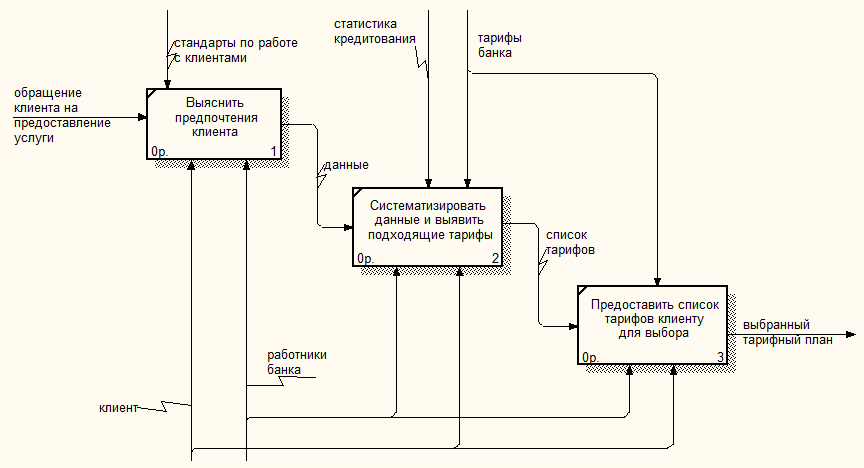 стандарты по работе
с клиентами
статистика
кредитования
тарифы
банка
обращение
клиента на
предоставление
услуги
Выяснить
предпочтения
клиента
0р.
1
данные
Систематизировать
данные и выявить
подходящие тарифы
0р.
2
список
тарифов
Предоставить список
тарифов клиенту
для выбора
0р.
3
выбранный
тарифный план
работники
банка
клиент